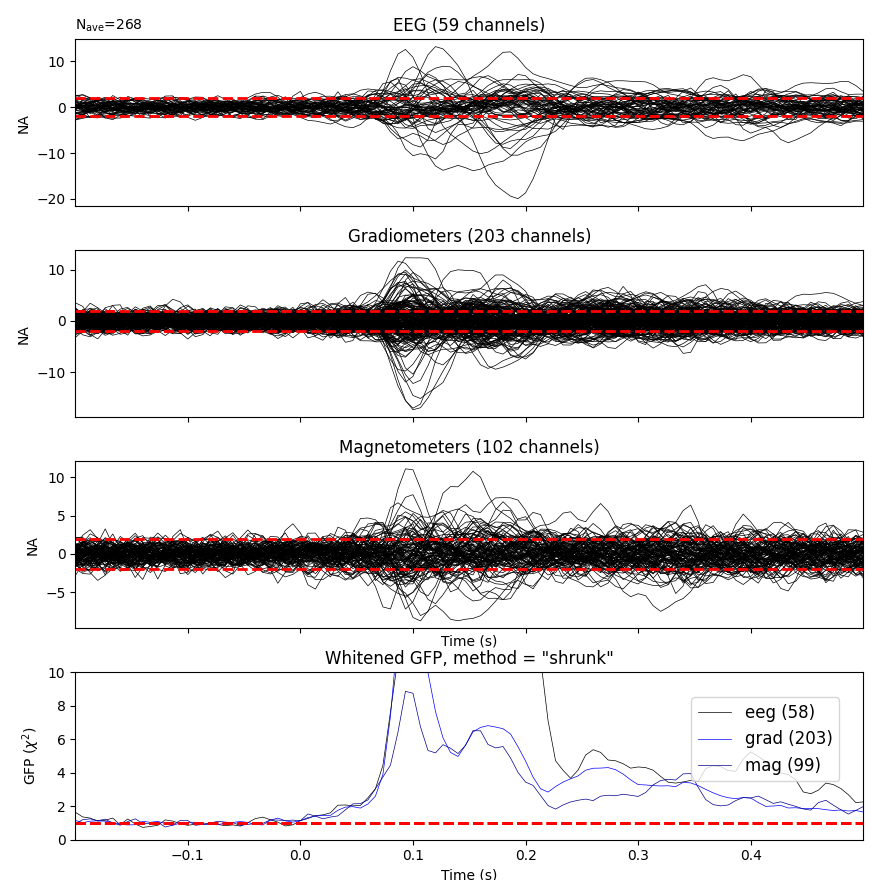 N_ave=268
EEG (59 channels)
10
0
−10
−20
NA
Gradiometers (203 channels)
10
0
−10
NA
Magnetometers (102 channels)
10
5
0
−5
NA
Time (s)
Whitened GFP, method = "shrunk"
10
8
6
4
2
0
GFP (χ²)
eeg (58)
grad (203)
mag (99)
−0.1 0.0 0.1 0.2 0.3 0.4
Time (s)